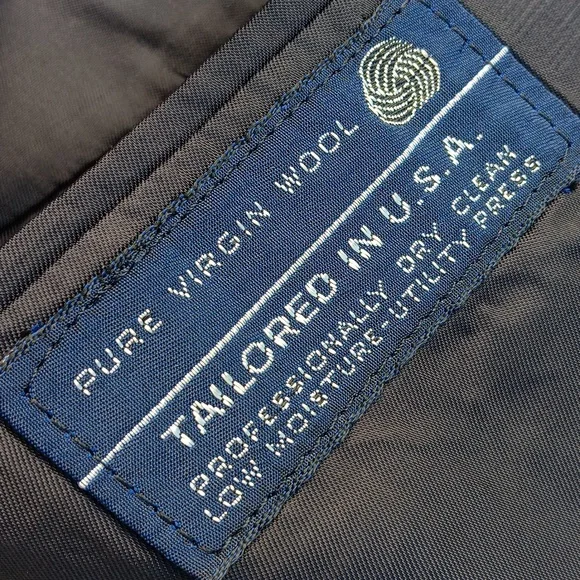 PURE VIRGIN WOOL
TAILORED IN U.S.A.
PROFESSIONALLY DRY CLEAN
LOW MOISTURE-UTILITY PRESS